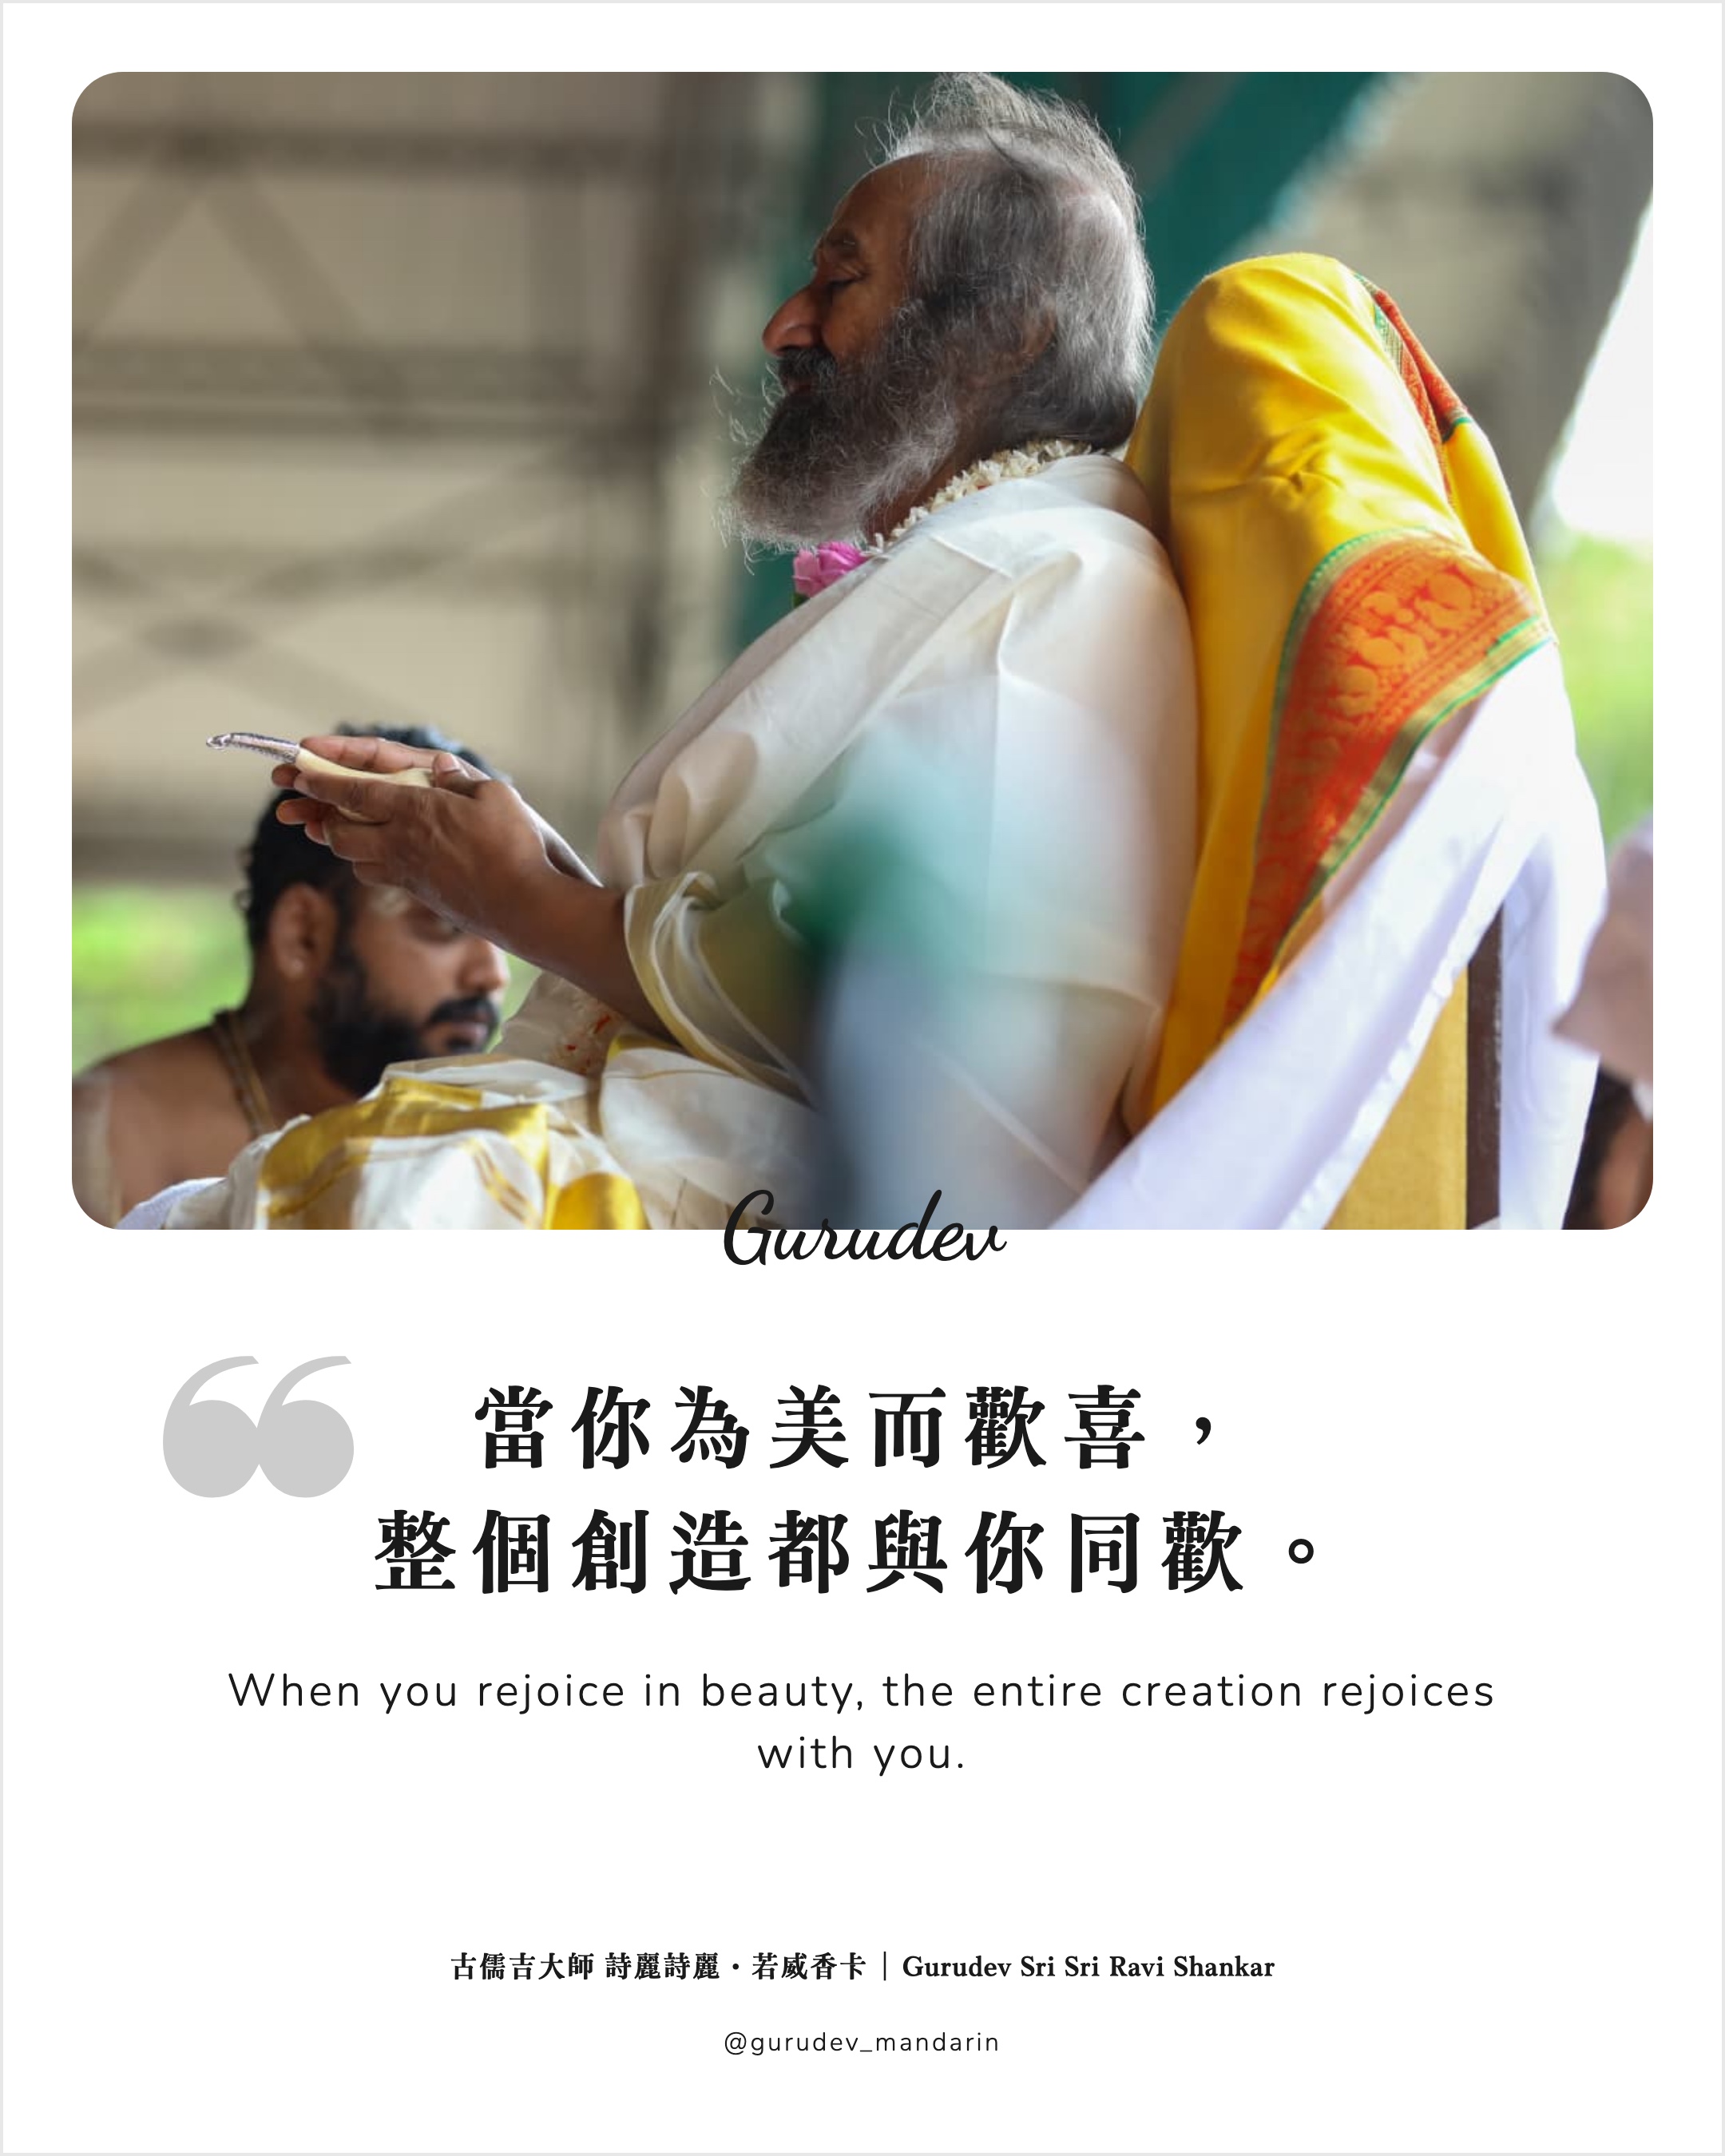 Gurudev
當你為美而歡喜，
整個創造都與你同歡。
When you rejoice in beauty, the entire creation rejoices
with you.
古儒吉大師 詩麗詩麗・若威香卡｜Gurudev Sri Sri Ravi Shankar
@gurudev_mandarin